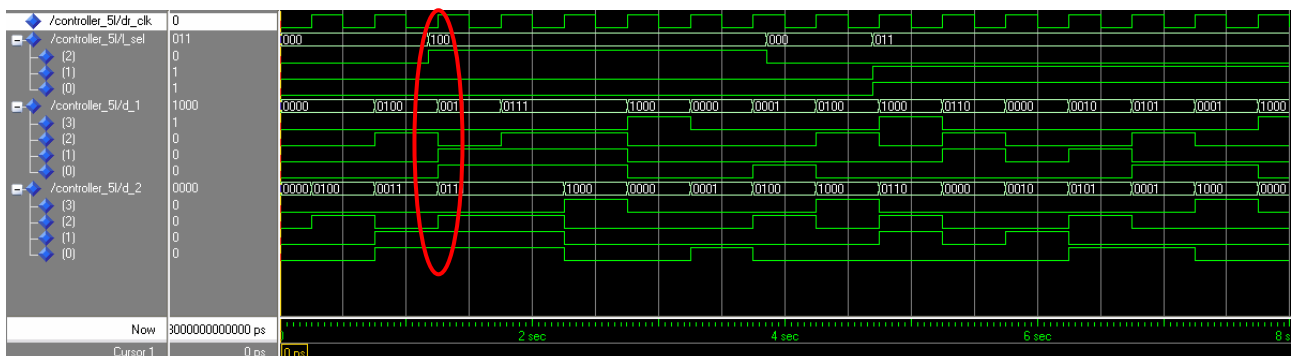 /controller_5l/dr_clk 0
/controller_5l/l_sel 011 000 100 000 011
(2) 0
(1) 1
(0) 1
/controller_5l/d_1 1000 0000 0100 001 0111 1000 0000 0001 0100 1000 0110 0000 0010 0101 0001 1000
(3) 1
(2) 0
(1) 0
(0) 0
/controller_5l/d_2 0000 0000 0100 0011 011 1000 0000 0001 0100 1000 0110 0000 0010 0101 0001 1000 0000
(3) 0
(2) 0
(1) 0
(0) 0
Now 3000000000000 ps 2 sec 4 sec 6 sec 8 s
Cursor 1 0 ps 0 ps